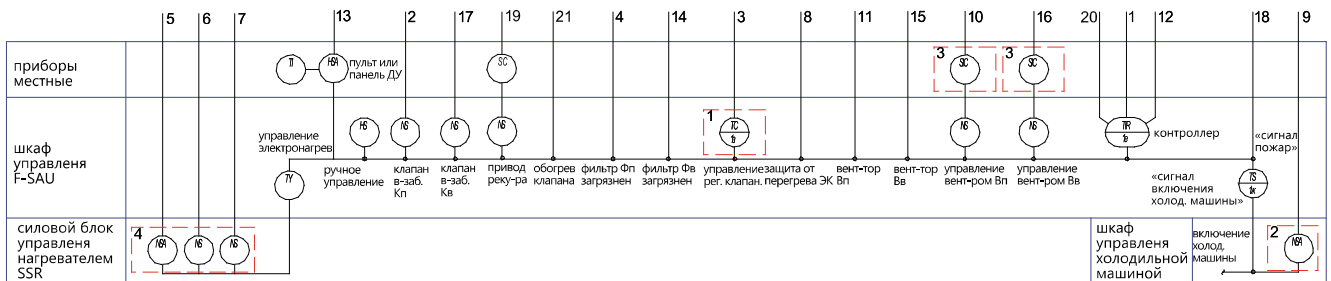 5 6 7 13 2 17 19 21 4 14 3 8 11 15 10 16 20 1 12 18 9
приборы
местные
TI
HSA
пульт или
панель ДУ
SC
3
SC
3
SC
шкаф
управленя
F-SAU
управление
электронагрев.
TY
HS
ручное
управление
NS
клапан
в-заб.
Кп
NS
клапан
в-заб.
Кв
NS
привод
реку-ра
обогрев
клапана
фильтр Фп
загрязнен
фильтр Фв
загрязнен
1
TC
1в
управление
рег. клапан.
защита от
перегрева ЭК
вент-тор
Вп
вент-тор
Вв
NS
управление
вент-ром Вп
NS
управление
вент-ром Вв
TIR
1в
контроллер
«сигнал
пожар»
«сигнал
включения
холод. машины»
TS
1ж
силовой блок
управленя
нагревателем
SSR
4
NSA
NS
NS
шкаф
управленя
холодильной
машиной
включение
холод.
машины
2
NSA